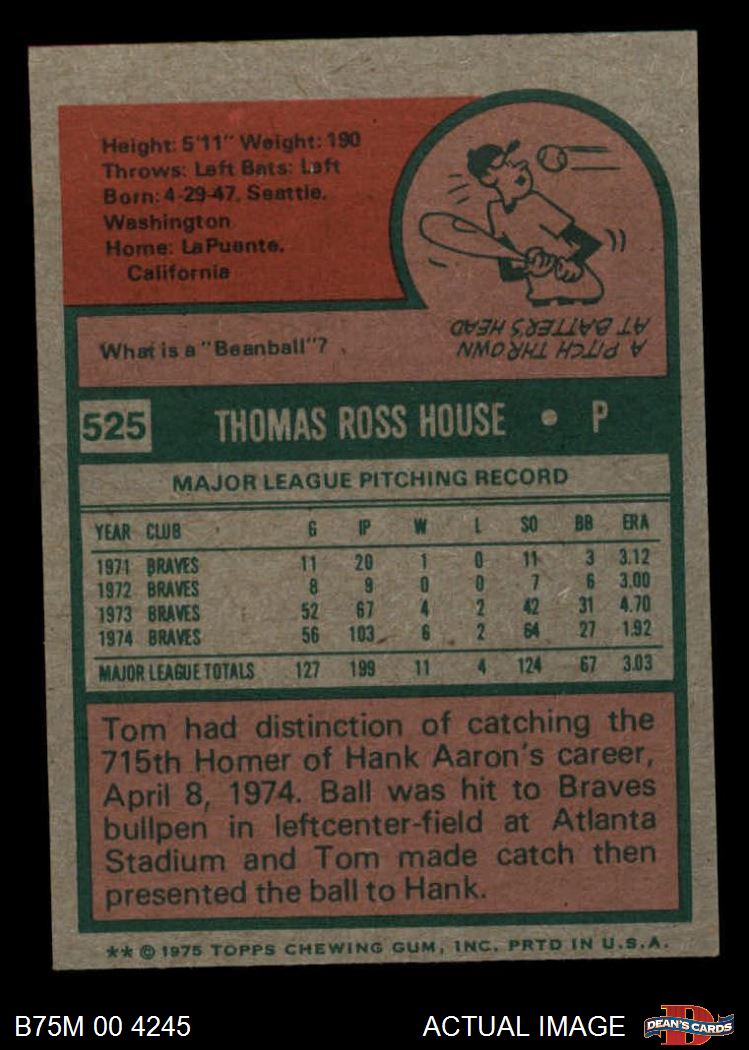 Height: 5'11" Weight: 190
Throws: Left Bats: Left
Born: 4-29-47, Seattle,
Washington
Home: La Puente,
California
What is a "Beanball"?
A PITCH THROWN
AT BATTER'S HEAD
525 THOMAS ROSS HOUSE • P
MAJOR LEAGUE PITCHING RECORD
YEAR CLUB G IP W L SO BB ERA
1971 BRAVES 11 20 1 0 11 3 3.12
1972 BRAVES 8 9 0 0 7 6 3.00
1973 BRAVES 52 67 4 2 42 31 4.70
1974 BRAVES 56 103 6 2 64 27 1.92
MAJOR LEAGUE TOTALS 127 199 11 4 124 67 3.03
Tom had distinction of catching the
715th Homer of Hank Aaron's career,
April 8, 1974. Ball was hit to Braves
bullpen in leftcenter-field at Atlanta
Stadium and Tom made catch then
presented the ball to Hank.
** © 1975 TOPPS CHEWING GUM, INC. PRTD IN U.S.A.
B75M 00 4245 ACTUAL IMAGE DEAN'S CARDS